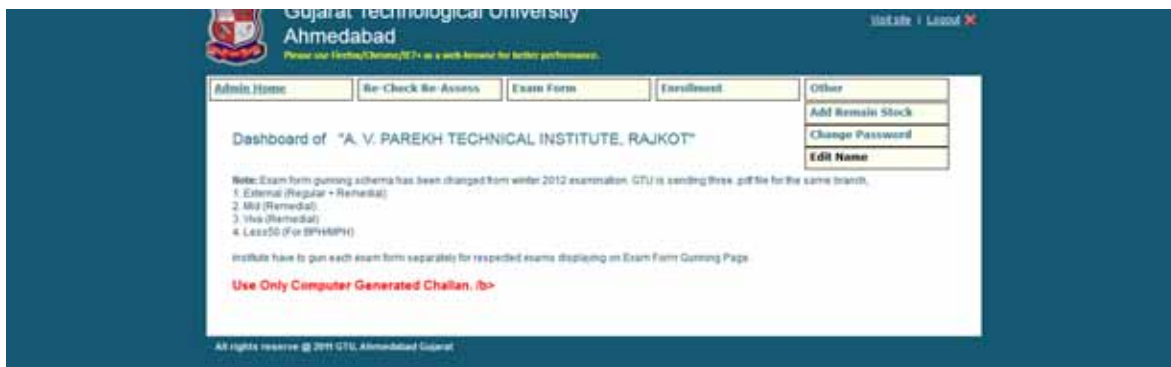 Gujarat Technological University
Ahmedabad
Visit site | Logout
Please use Firefox/Chrome/IE7+ as a web-browse for better performance.
Admin Home Re-Check Re-Assess Exam Form Enrollment Other
Add Remain Stock
Change Password
Edit Name
Dashboard of "A. V. PAREKH TECHNICAL INSTITUTE, RAJKOT"
Note: Exam form gunning schema has been changed from winter 2012 examination. GTU is sending three .pdf file for the same branch,
1. External (Regular + Remedial)
2. Mid (Remedial)
3. Viva (Remedial)
4. Less50 (For BPH/MPH)
Institute have to gun each exam form separately for respected exams displaying on Exam Form Gunning Page
Use Only Computer Generated Challan. /b>
All rights reserve @ 2011 GTU, Ahmedabad Gujarat